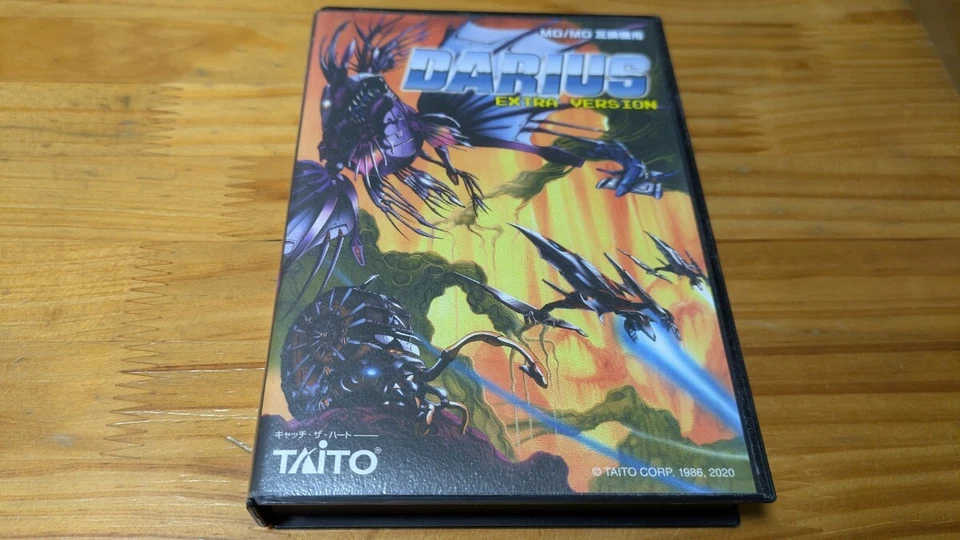 MD/MD 互換機用
DARIUS
EXTRA VERSION
キャッチ・ザ・ハート
TAITO®
© TAITO CORP. 1986, 2020